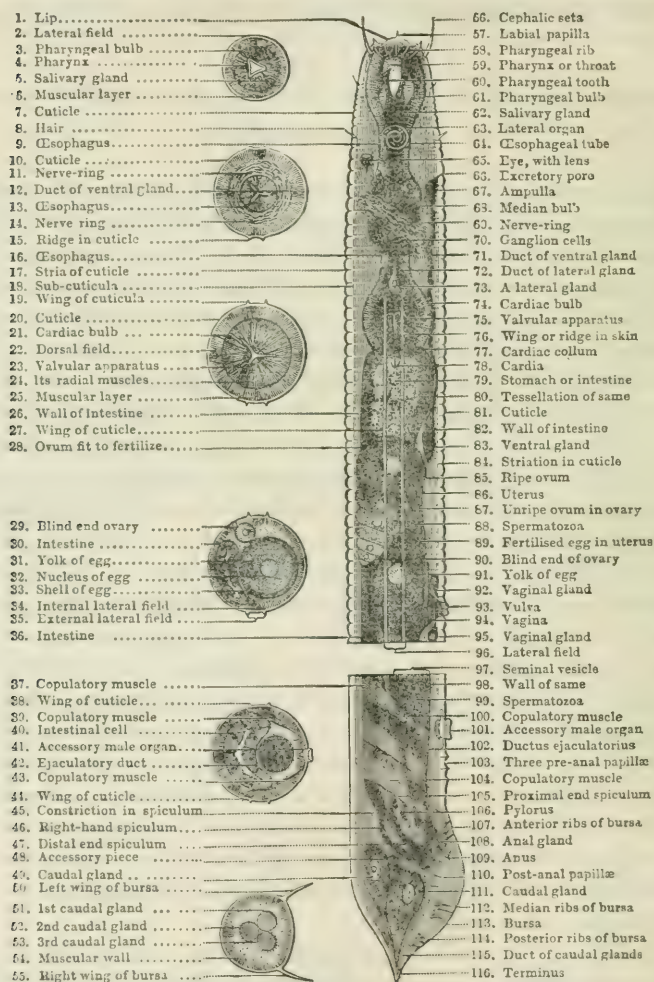 1. Lip
2. Lateral field
3. Pharyngeal bulb
4. Pharynx
5. Salivary gland
6. Muscular layer
7. Cuticle
8. Hair
9. Œsophagus
10. Cuticle
11. Nerve-ring
12. Duct of ventral gland
13. Œsophagus
14. Nerve ring
15. Ridge in cuticle
16. Œsophagus
17. Stria of cuticle
18. Sub-cuticula
19. Wing of cuticula
20. Cuticle
21. Cardiac bulb
22. Dorsal field
23. Valvular apparatus
24. Its radial muscles
25. Muscular layer
26. Wall of Intestine
27. Wing of cuticle
28. Ovum fit to fertilize
29. Blind end ovary
30. Intestine
31. Yolk of egg
32. Nucleus of egg
33. Shell of egg
34. Internal lateral field
35. External lateral field
36. Intestine
37. Copulatory muscle
38. Wing of cuticle
39. Copulatory muscle
40. Intestinal cell
41. Accessory male organ
42. Ejaculatory duct
43. Copulatory muscle
44. Wing of cuticle
45. Constriction in spiculum
46. Right-hand spiculum
47. Distal end spiculum
48. Accessory piece
49. Caudal gland
50. Left wing of bursa
51. 1st caudal gland
52. 2nd caudal gland
53. 3rd caudal gland
54. Muscular wall
55. Right wing of bursa
56. Cephalic seta
57. Labial papilla
58. Pharyngeal rib
59. Pharynx or throat
60. Pharyngeal tooth
61. Pharyngeal bulb
62. Salivary gland
63. Lateral organ
64. Œsophageal tube
65. Eye, with lens
66. Excretory pore
67. Ampulla
68. Median bulb
69. Nerve-ring
70. Ganglion cells
71. Duct of ventral gland
72. Duct of lateral gland
73. A lateral gland
74. Cardiac bulb
75. Valvular apparatus
76. Wing or ridge in skin
77. Cardiac collum
78. Cardia
79. Stomach or intestine
80. Tessellation of same
81. Cuticle
82. Wall of intestine
83. Ventral gland
84. Striation in cuticle
85. Ripe ovum
86. Uterus
87. Unripe ovum in ovary
88. Spermatozoa
89. Fertilised egg in uterus
90. Blind end of ovary
91. Yolk of egg
92. Vaginal gland
93. Vulva
94. Vagina
95. Vaginal gland
96. Lateral field
97. Seminal vesicle
98. Wall of same
99. Spermatozoa
100. Copulatory muscle
101. Accessory male organ
102. Ductus ejaculatorius
103. Three pre-anal papillæ
104. Copulatory muscle
105. Proximal end spiculum
106. Pylorus
107. Anterior ribs of bursa
108. Anal gland
109. Anus
110. Post-anal papillæ
111. Caudal gland
112. Median ribs of bursa
113. Bursa
114. Posterior ribs of bursa
115. Duct of caudal glands
116. Terminus